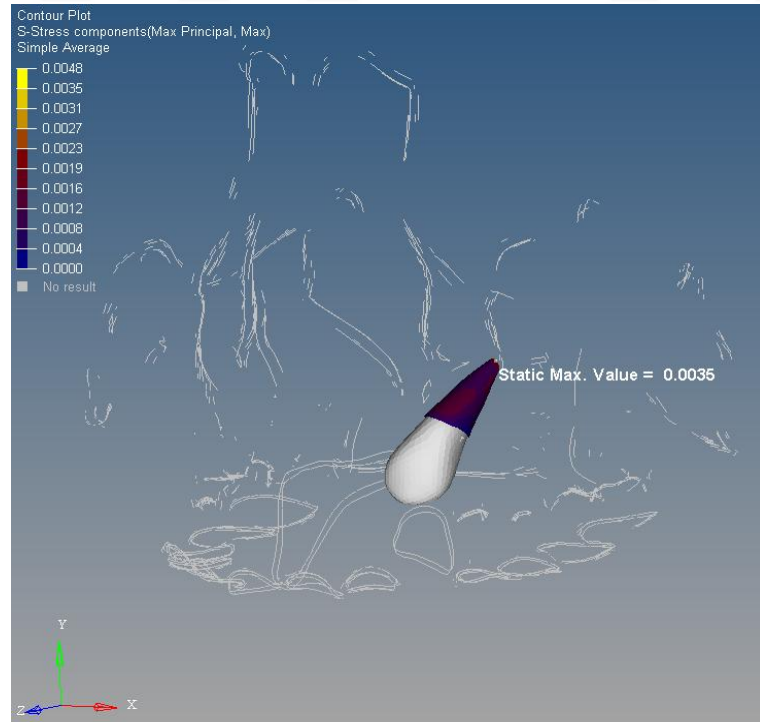 Contour Plot
S-Stress components(Max Principal, Max)
Simple Average
0.0048
0.0035
0.0031
0.0027
0.0023
0.0019
0.0016
0.0012
0.0008
0.0004
0.0000
No result
Static Max. Value = 0.0035
Y
Z
X